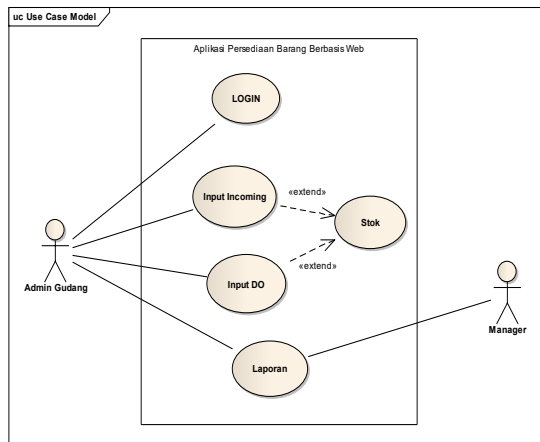 uc Use Case Model
Aplikasi Persediaan Barang Berbasis Web
LOGIN
Input Incoming
«extend»
Stok
Admin Gudang
Input DO
«extend»
Manager
Laporan